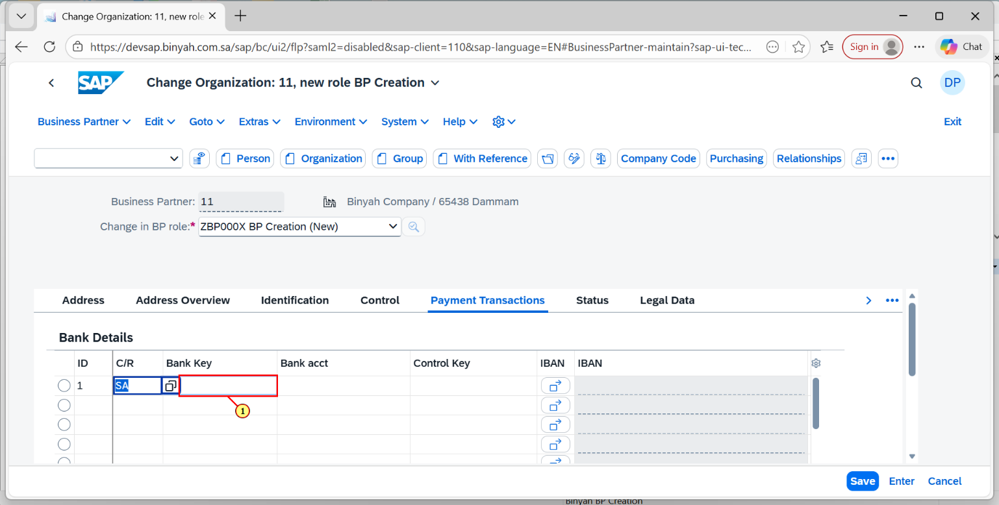 Change Organization: 11, new role
https://devsap.binyah.com.sa/sap/bc/ui2/flp?saml2=disabled&sap-client=110&sap-language=EN#BusinessPartner-maintain?sap-ui-tec...
Sign in
Chat
SAP
Change Organization: 11, new role BP Creation
DP
Business Partner Edit Goto Extras Environment System Help Exit
Person Organization Group With Reference Company Code Purchasing Relationships
Business Partner: 11 Binyah Company / 65438 Dammam
Change in BP role:* ZBP000X BP Creation (New)
Address Address Overview Identification Control Payment Transactions Status Legal Data
Bank Details
ID C/R Bank Key Bank acct Control Key IBAN IBAN
1 SA
1
Save Enter Cancel
Binyah BP Creation